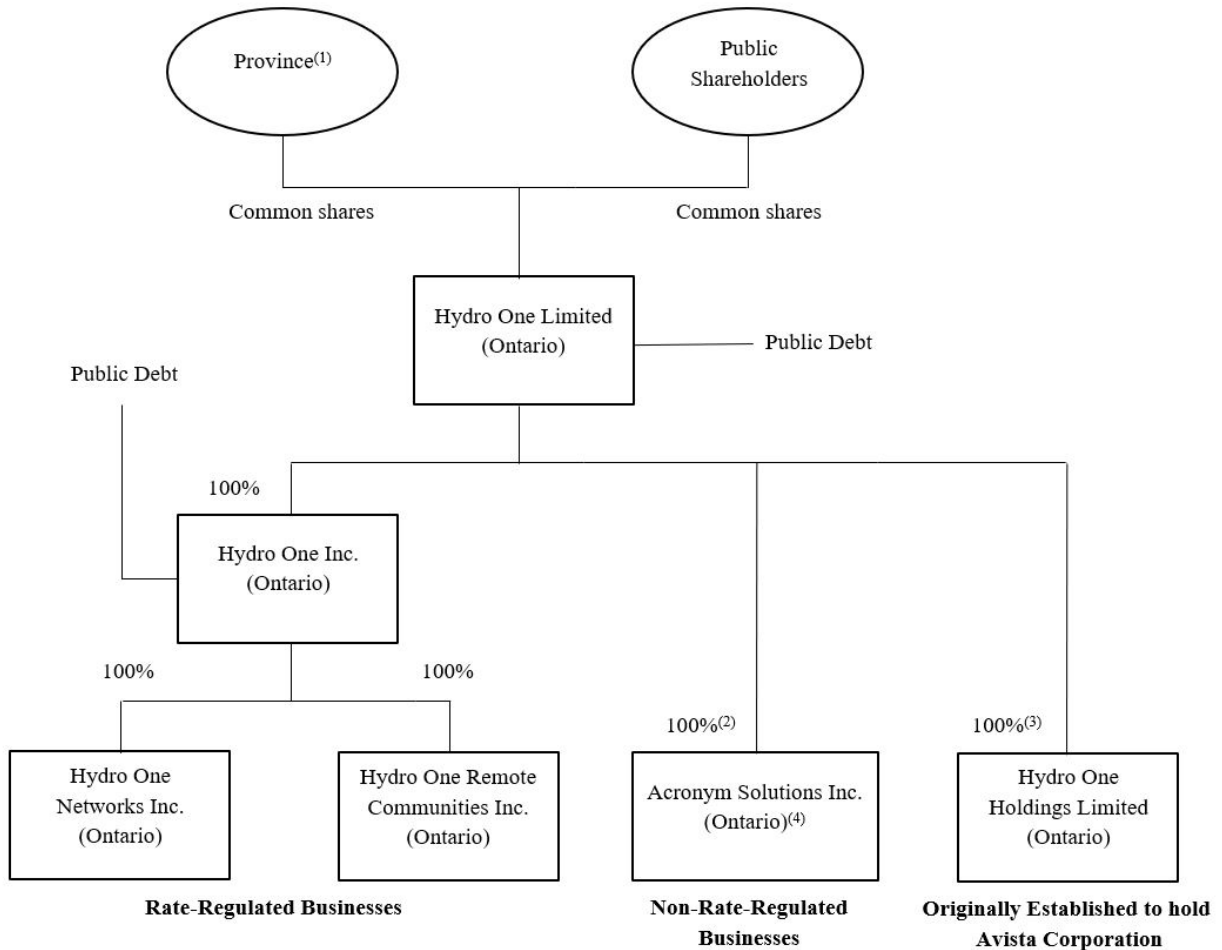 Province(1)
Public
Shareholders
Common shares
Common shares
Hydro One Limited
(Ontario)
Public Debt
Public Debt
100%
Hydro One Inc.
(Ontario)
100%
100%
100%(2)
100%(3)
Hydro One
Networks Inc.
(Ontario)
Hydro One Remote
Communities Inc.
(Ontario)
Acronym Solutions Inc.
(Ontario)(4)
Hydro One
Holdings Limited
(Ontario)
Rate-Regulated Businesses
Non-Rate-Regulated
Businesses
Originally Established to hold
Avista Corporation